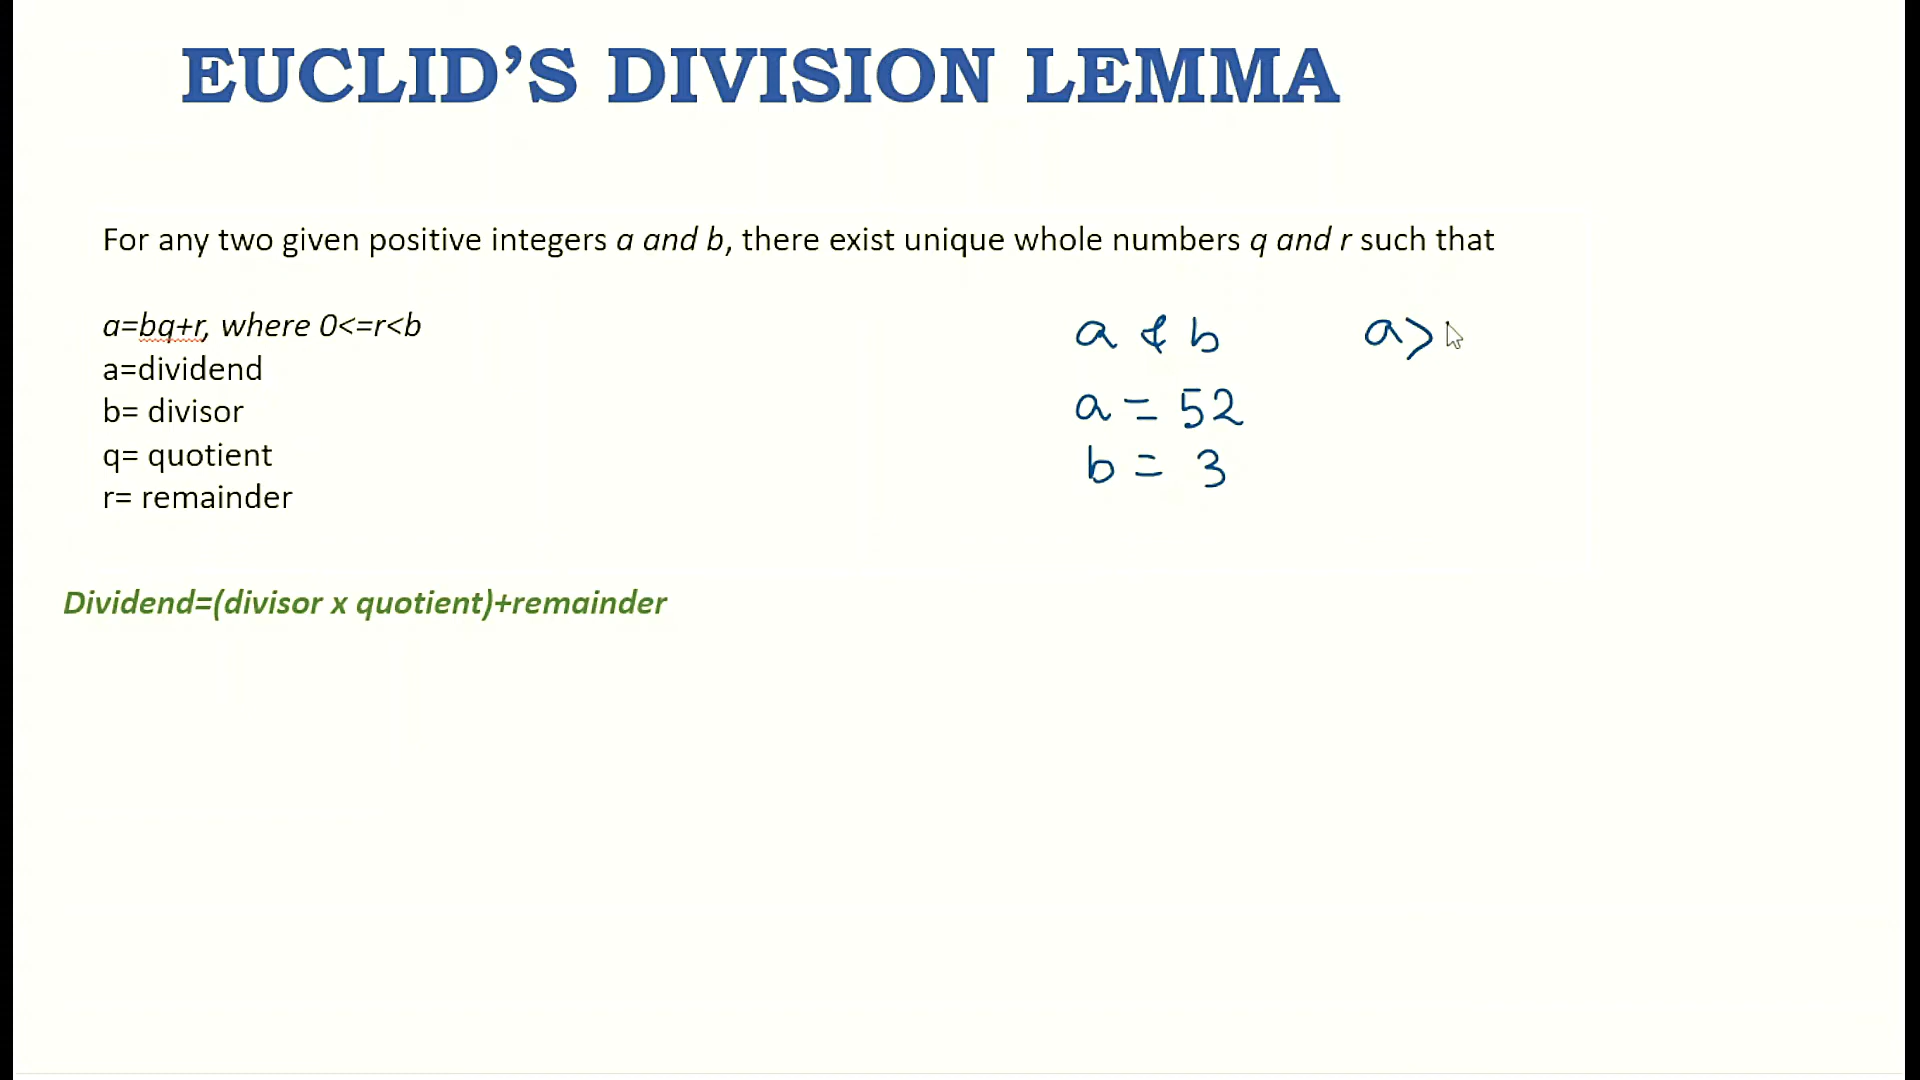 EUCLID’S DIVISION LEMMA
For any two given positive integers a and b, there exist unique whole numbers q and r such that
a=bq+r, where 0<=r<b
a & b a>
a=dividend
a = 52
b= divisor
q= quotient
b = 3
r= remainder
Dividend=(divisor x quotient)+remainder